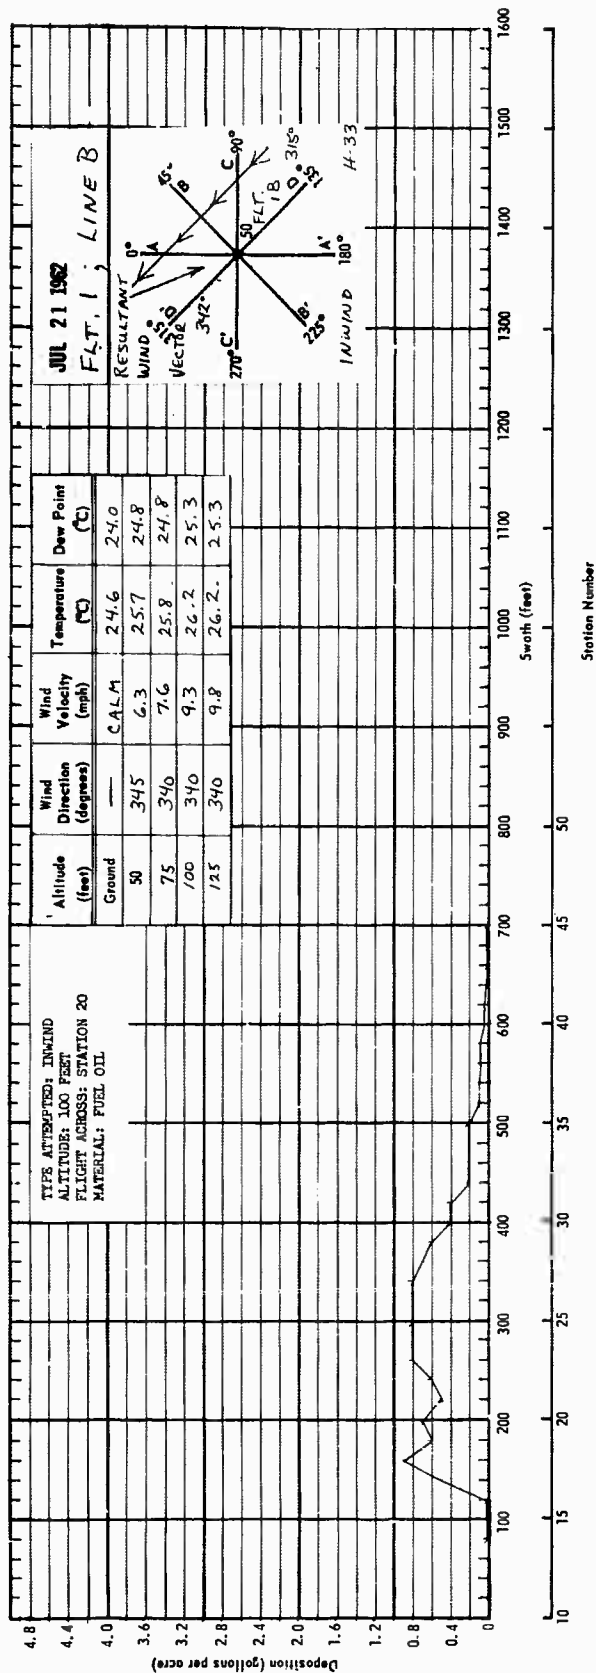 TYPE ATTEMPTED: INWIND
ALTITUDE: 100 FEET
FLIGHT ACROSS: STATION 20
MATERIAL: FUEL OIL
Altitude (feet) Wind Direction (degrees) Wind Velocity (mph) Temperature (°C) Dew Point (°C)
Ground — CALM 24.6 24.0
50 345 6.3 25.7 24.8
75 340 7.6 25.8 24.8
100 340 9.3 26.2 25.3
125 340 9.8 26.2 25.3
JUL 21 1962
FLT. 1 ; LINE B
RESULTANT
WIND
VECTOR
342°
0°
A
45°
B
C 90°
315°
D
135°
A'
180°
B'
225°
270° C'
D'
315°
50
FLT.
1B
INWIND
H-33
Deposition (gallons per acre)
4.8
4.4
4.0
3.6
3.2
2.8
2.4
2.0
1.6
1.2
0.8
0.4
0
100 200 300 400 500 600 700 800 900 1000 1100 1200 1300 1400 1500 1600
Swath (feet)
10 15 20 25 30 35 40 45 50
Station Number